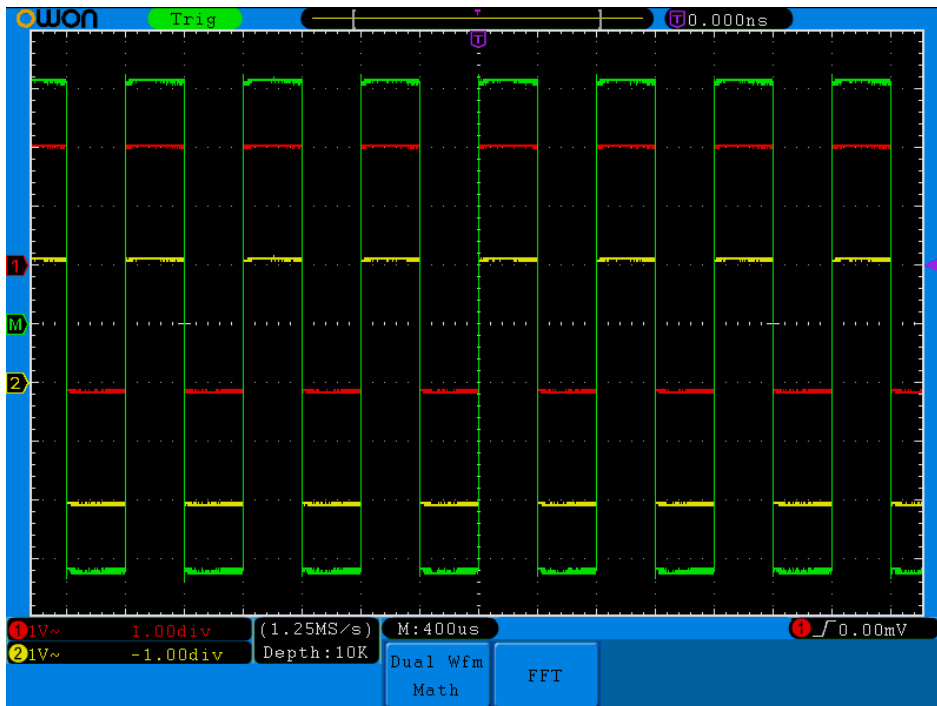 OWON Trig T T 0.000ns
T
1
M
2
1 1V~ 1.00div (1.25MS/s) M:400us 1 0.00mV
2 1V~ -1.00div Depth:10K
Dual Wfm
Math
FFT